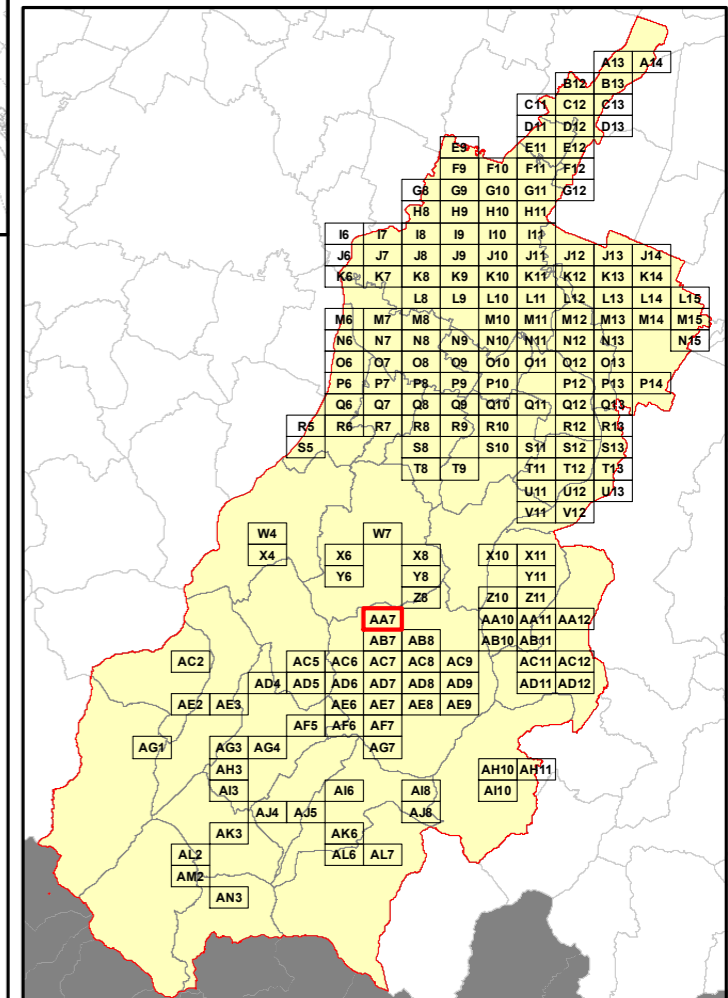 A13 A14
B12 B13
C11 C12 C13
D11 D12 D13
E9 E11 E12
F9 F10 F11 F12
G8 G9 G10 G11 G12
H8 H9 H10 H11
I6 I7 I8 I9 I10 I11
J6 J7 J8 J9 J10 J11 J12 J13 J14
K6 K7 K8 K9 K10 K11 K12 K13 K14
L8 L9 L10 L11 L12 L13 L14 L15
M6 M7 M8 M10 M11 M12 M13 M14 M15
N6 N7 N8 N9 N10 N11 N12 N13 N15
O6 O7 O8 O9 O10 O11 O12 O13
P6 P7 P8 P9 P10 P12 P13 P14
Q6 Q7 Q8 Q9 Q10 Q11 Q12 Q13
R5 R6 R7 R8 R9 R10 R12 R13
S5 S8 S10 S11 S12 S13
T8 T9 T11 T12 T13
U11 U12 U13
V11 V12
W4 W7
X4 X6 X8 X10 X11
Y6 Y8 Y11
Z8 Z10 Z11
AA7 AA10 AA11 AA12
AB7 AB8 AB10 AB11
AC2 AC5 AC6 AC7 AC8 AC9 AC11 AC12
AD4 AD5 AD6 AD7 AD8 AD9 AD11 AD12
AE2 AE3 AE6 AE7 AE8 AE9
AF5 AF6 AF7
AG1 AG3 AG4 AG7
AH3 AH10 AH11
AI3 AI6 AI8 AI10
AJ4 AJ5 AJ8
AK3 AK6
AL2 AL6 AL7
AM2
AN3